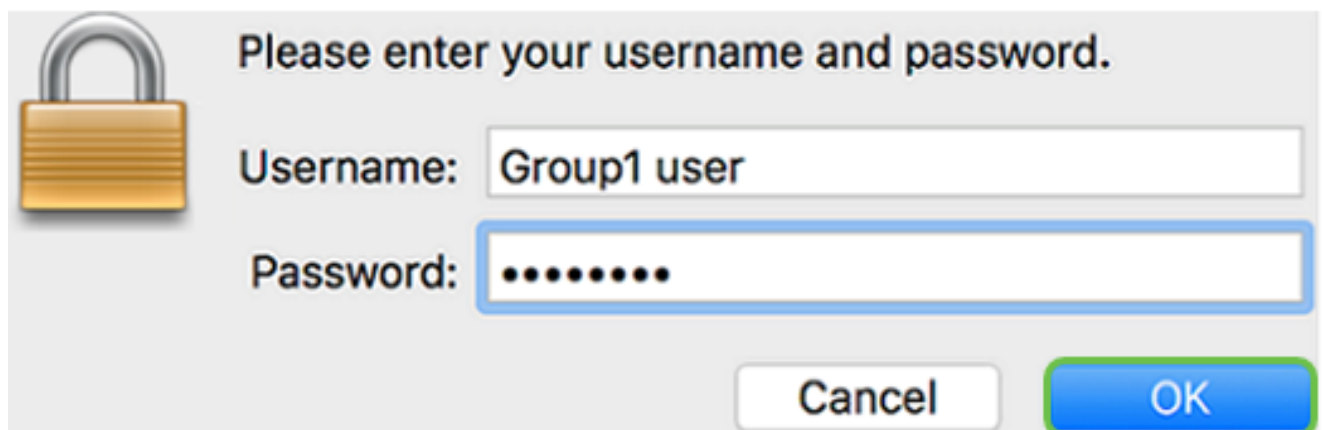 Please enter your username and password.
Username: Group1 user
Password: ••••••••
Cancel OK